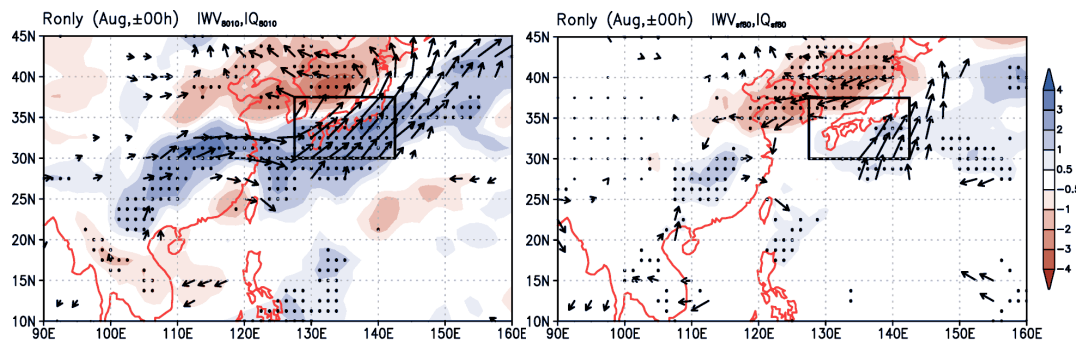 Ronly (Aug,±00h) IWV8010,IQ8010
45N
40N
35N
30N
25N
20N
15N
10N
90E 100E 110E 120E 130E 140E 150E 160E
Ronly (Aug,±00h) IWVsf80,IQsf80
45N
40N
35N
30N
25N
20N
15N
10N
90E 100E 110E 120E 130E 140E 150E 160E
4
3
2
1
0.5
-0.5
-1
-2
-3
-4